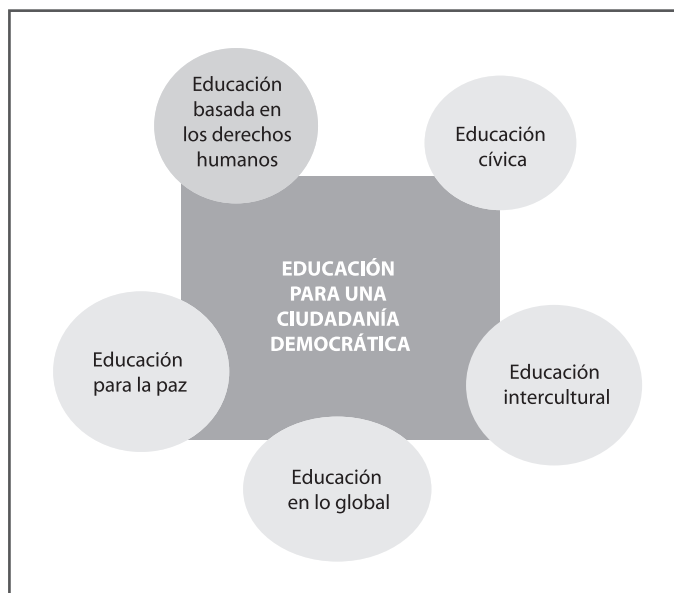 Educación
basada en
los derechos
humanos
Educación
cívica
EDUCACIÓN
PARA UNA
CIUDADANÍA
DEMOCRÁTICA
Educación
para la paz
Educación
intercultural
Educación
en lo global